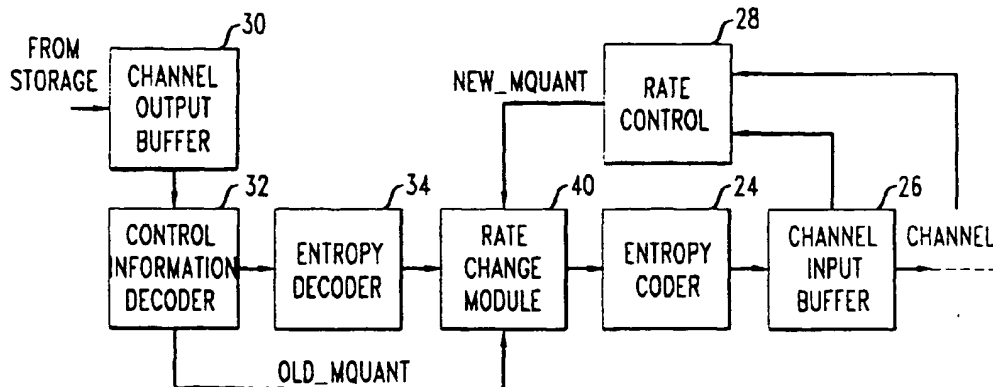 30
FROM
STORAGE
CHANNEL
OUTPUT
BUFFER
28
NEW_MQUANT
RATE
CONTROL
32
CONTROL
INFORMATION
DECODER
34
ENTROPY
DECODER
40
RATE
CHANGE
MODULE
24
ENTROPY
CODER
26
CHANNEL
INPUT
BUFFER
CHANNEL
OLD_MQUANT